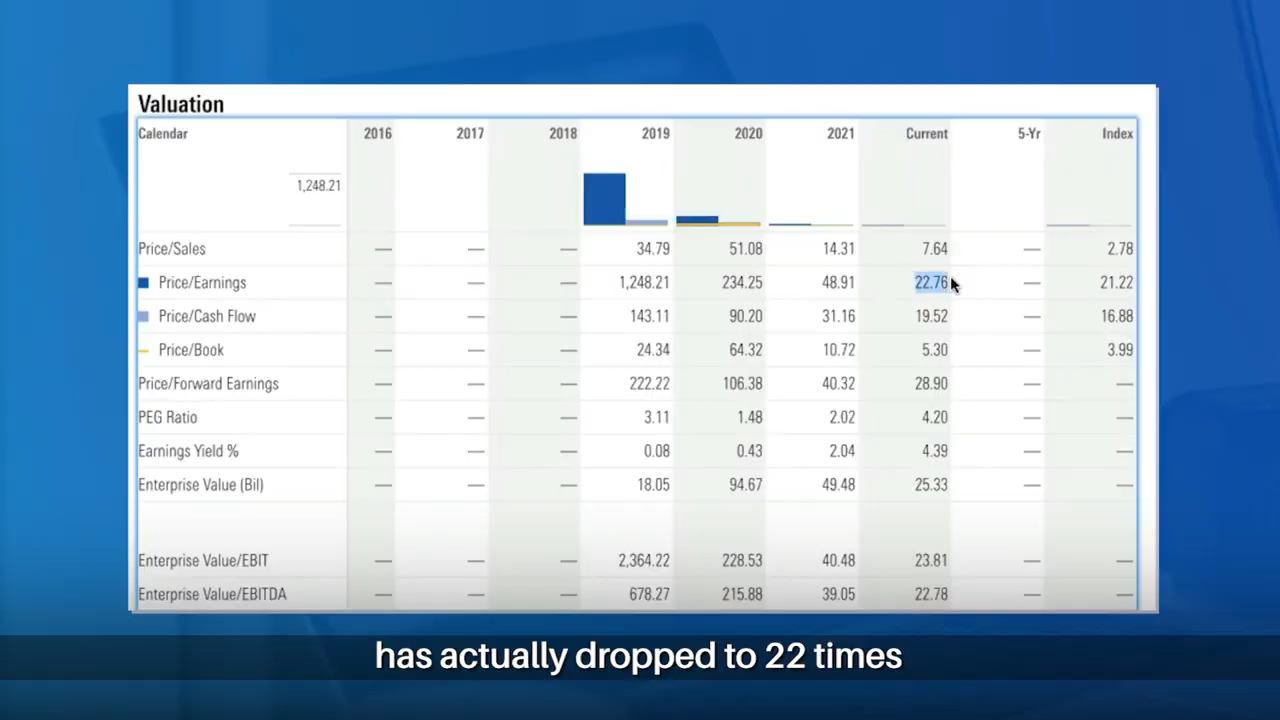 Valuation
Calendar 2016 2017 2018 2019 2020 2021 Current 5-Yr Index
1,248.21
Price/Sales — — — 34.79 51.08 14.31 7.64 — 2.78
Price/Earnings — — — 1,248.21 234.25 48.91 22.76 — 21.22
Price/Cash Flow — — — 143.11 90.20 31.16 19.52 — 16.88
Price/Book — — — 24.34 64.32 10.72 5.30 — 3.99
Price/Forward Earnings — — — 222.22 106.38 40.32 28.90 — —
PEG Ratio — — — 3.11 1.48 2.02 4.20 — —
Earnings Yield % — — — 0.08 0.43 2.04 4.39 — —
Enterprise Value (Bil) — — — 18.05 94.67 49.48 25.33 — —
Enterprise Value/EBIT — — — 2,364.22 228.53 40.48 23.81 — —
Enterprise Value/EBITDA — — — 678.27 215.88 39.05 22.78 — —
has actually dropped to 22 times